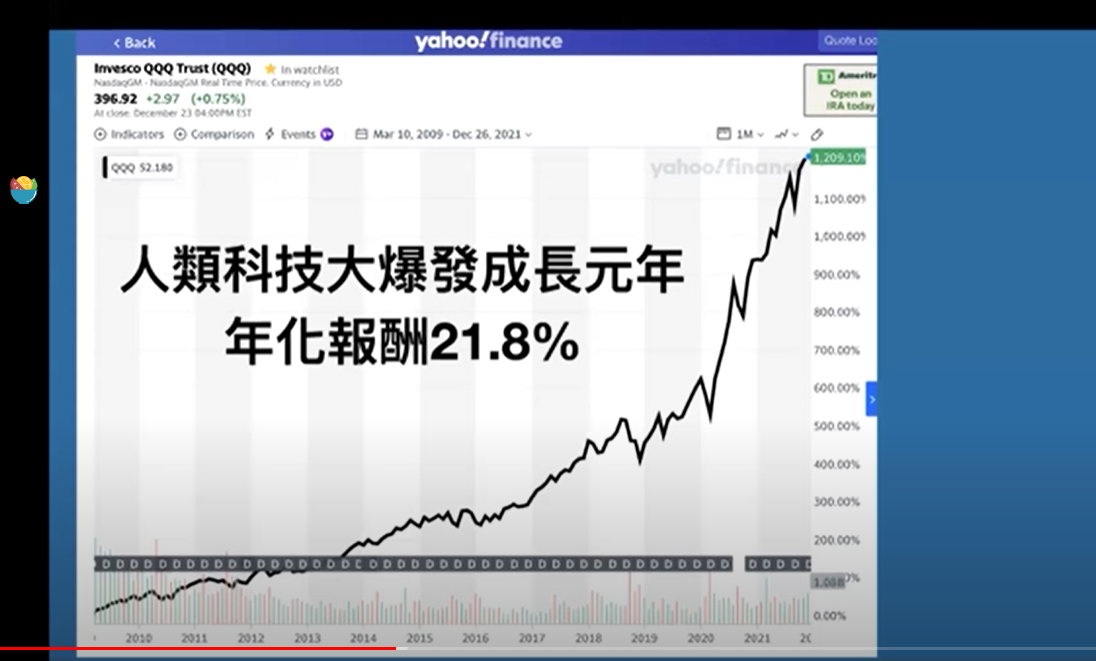 < Back
yahoo!finance
Quote Loo
Invesco QQQ Trust (QQQ) In watchlist
NasdaqGM - NasdaqGM Real Time Price. Currency in USD
396.92 +2.97 (+0.75%)
At close: December 23 04:00PM EST
TD Ameritr
Open an
IRA today
Indicators Comparison Events Mar 10, 2009 - Dec 26, 2021 1M
QQQ 52.180
yahoo!financ
1,209.10%
1,100.00%
1,000.00%
900.00%
800.00%
700.00%
600.00%
500.00%
400.00%
300.00%
200.00%
人類科技大爆發成長元年
年化報酬21.8%
D D D D D D D D D D D D D D D D D D D D D D D D D D D D D D D D D D D D D D D D D D D D D D D D
1.08B
0.00%
2010 2011 2012 2013 2014 2015 2016 2017 2018 2019 2020 2021 20